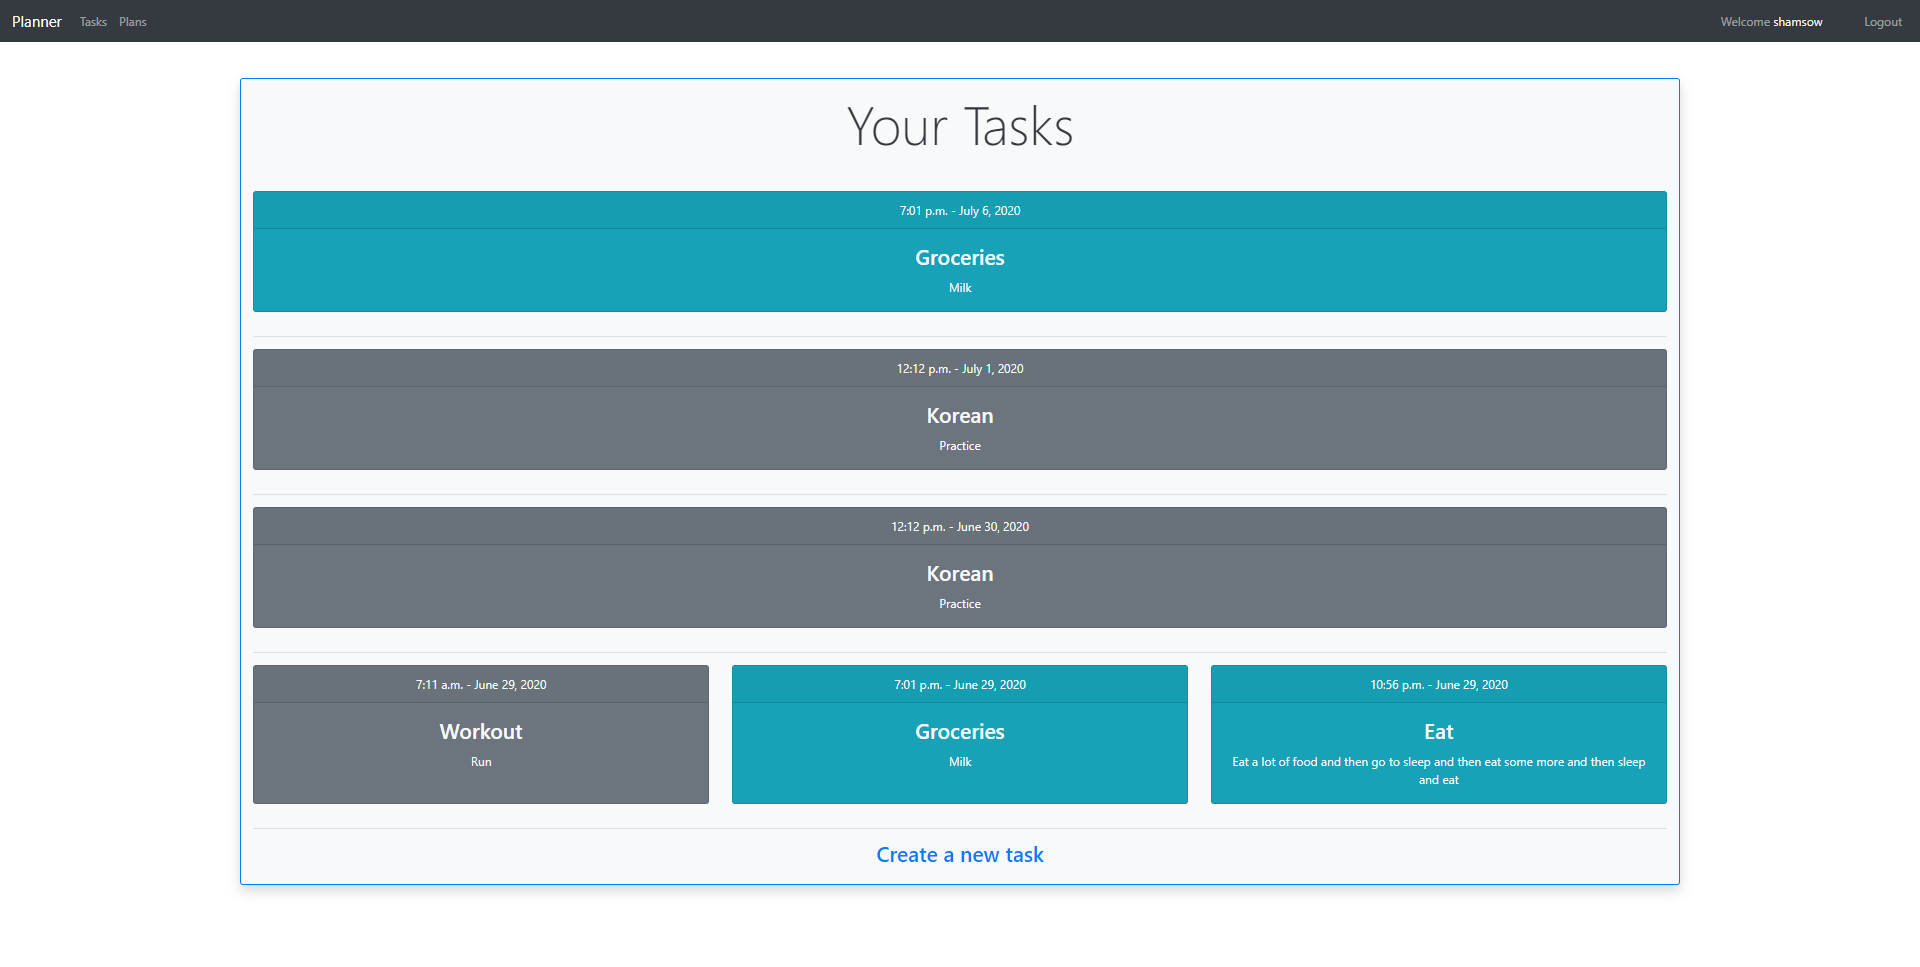 Planner Tasks Plans Welcome shamsow Logout
Your Tasks
7:01 p.m. - July 6, 2020
Groceries
Milk
12:12 p.m. - July 1, 2020
Korean
Practice
12:12 p.m. - June 30, 2020
Korean
Practice
7:11 a.m. - June 29, 2020
Workout
Run
7:01 p.m. - June 29, 2020
Groceries
Milk
10:56 p.m. - June 29, 2020
Eat
Eat a lot of food and then go to sleep and then eat some more and then sleep
and eat
Create a new task